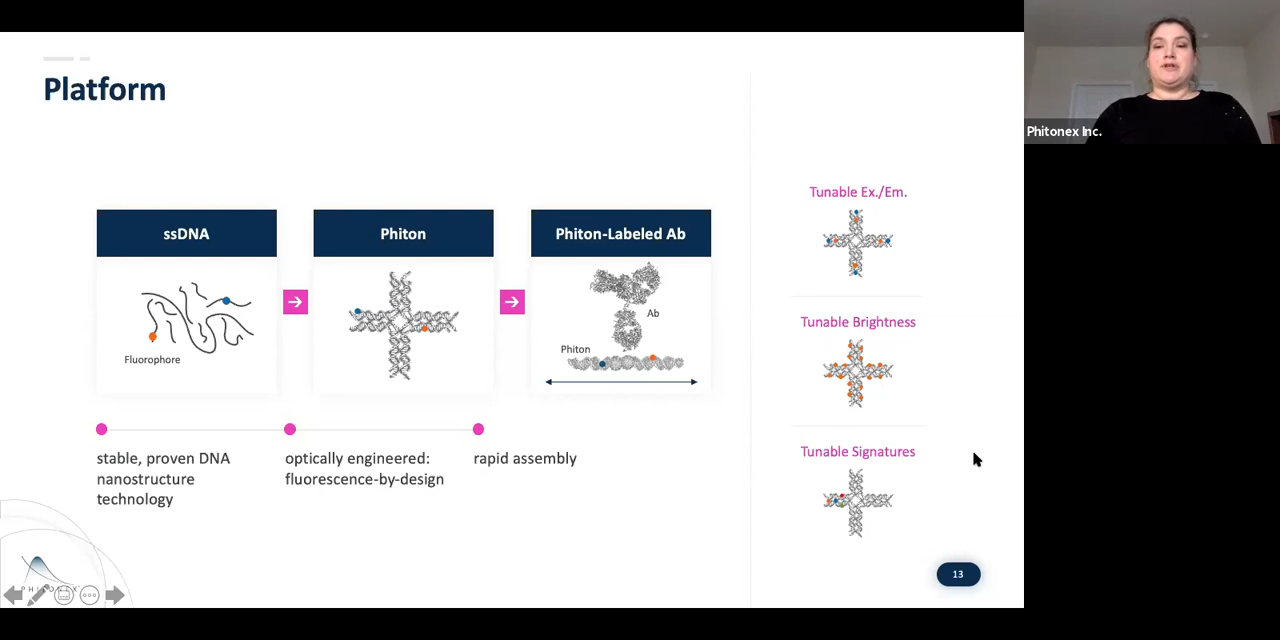 Platform
ssDNA
Phiton
Phiton-Labeled Ab
Fluorophore
Phiton
Ab
stable, proven DNA
nanostructure
technology
optically engineered:
fluorescence-by-design
rapid assembly
Tunable Ex./Em.
Tunable Brightness
Tunable Signatures
13
Phitonex Inc.